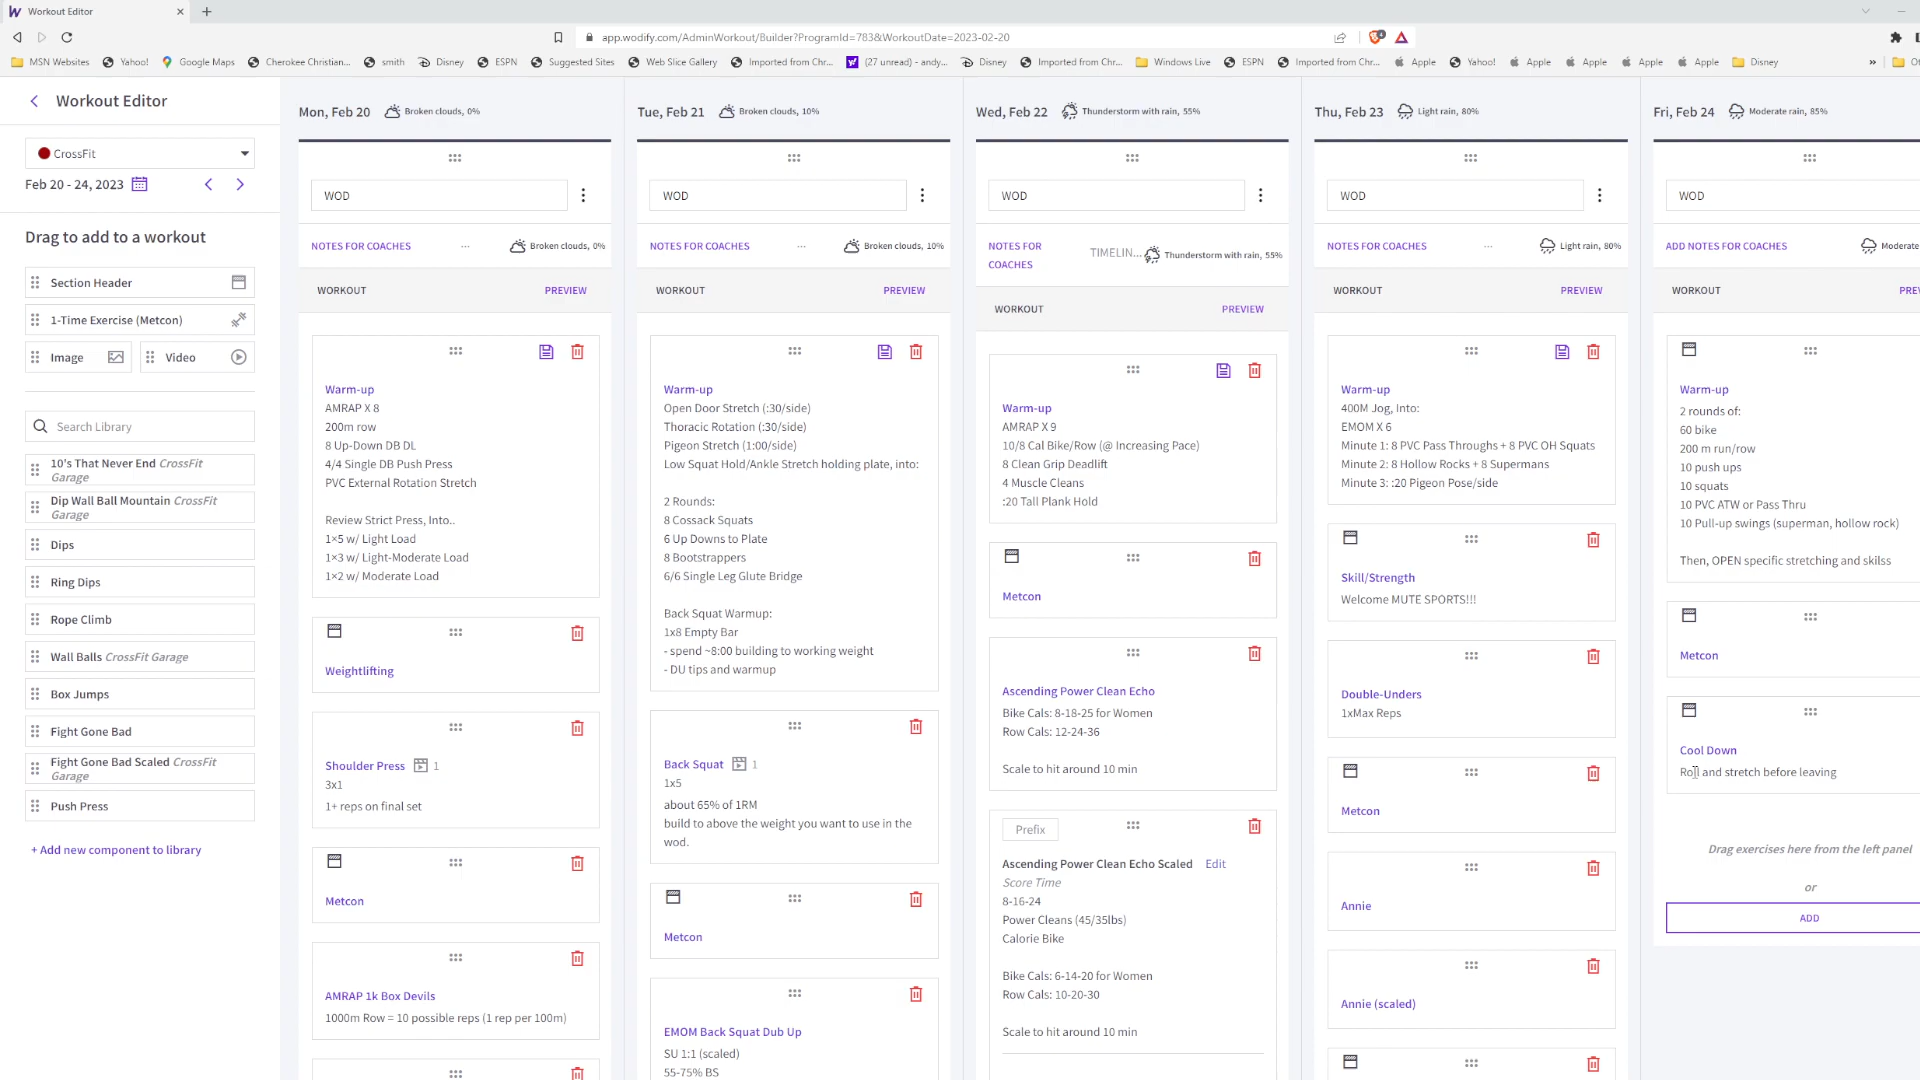 Workout Editor
app.wodify.com/AdminWorkout/Builder?ProgramId=783&WorkoutDate=2023-02-20
MSN Websites
Yahoo!
Google Maps
Cherokee Christian...
smith
Disney
ESPN
Suggested Sites
Web Slice Gallery
Imported from Chr...
(27 unread) - andy...
Disney
Imported from Chr...
Windows Live
ESPN
Imported from Chr...
Apple
Yahoo!
Apple
Apple
Apple
Apple
Disney
»
Workout Editor
CrossFit
Feb 20 - 24, 2023
Drag to add to a workout
Section Header
1-Time Exercise (Metcon)
Image
Video
Search Library
10's That Never End CrossFit
Garage
Dip Wall Ball Mountain CrossFit
Garage
Dips
Ring Dips
Rope Climb
Wall Balls CrossFit Garage
Box Jumps
Fight Gone Bad
Fight Gone Bad Scaled CrossFit
Garage
Push Press
+ Add new component to library
Mon, Feb 20
Broken clouds, 0%
WOD
NOTES FOR COACHES
...
Broken clouds, 0%
WORKOUT
PREVIEW
Warm-up
AMRAP X 8
200m row
8 Up-Down DB DL
4/4 Single DB Push Press
PVC External Rotation Stretch
Review Strict Press, Into..
1×5 w/ Light Load
1×3 w/ Light-Moderate Load
1×2 w/ Moderate Load
Weightlifting
Shoulder Press 1
3x1
1+ reps on final set
Metcon
AMRAP 1k Box Devils
1000m Row = 10 possible reps (1 rep per 100m)
Tue, Feb 21
Broken clouds, 10%
WOD
NOTES FOR COACHES
...
Broken clouds, 10%
WORKOUT
PREVIEW
Warm-up
Open Door Stretch (:30/side)
Thoracic Rotation (:30/side)
Pigeon Stretch (1:00/side)
Low Squat Hold/Ankle Stretch holding plate, into:
2 Rounds:
8 Cossack Squats
6 Up Downs to Plate
8 Bootstrappers
6/6 Single Leg Glute Bridge
Back Squat Warmup:
1x8 Empty Bar
- spend ~8:00 building to working weight
- DU tips and warmup
Back Squat 1
1x5
about 65% of 1RM
build to above the weight you want to use in the
wod.
Metcon
EMOM Back Squat Dub Up
SU 1:1 (scaled)
55-75% BS
Wed, Feb 22
Thunderstorm with rain, 55%
WOD
NOTES FOR
COACHES
TIMELIN...
Thunderstorm with rain, 55%
WORKOUT
PREVIEW
Warm-up
AMRAP X 9
10/8 Cal Bike/Row (@ Increasing Pace)
8 Clean Grip Deadlift
4 Muscle Cleans
:20 Tall Plank Hold
Metcon
Ascending Power Clean Echo
Bike Cals: 8-18-25 for Women
Row Cals: 12-24-36
Scale to hit around 10 min
Prefix
Ascending Power Clean Echo Scaled Edit
Score Time
8-16-24
Power Cleans (45/35lbs)
Calorie Bike
Bike Cals: 6-14-20 for Women
Row Cals: 10-20-30
Scale to hit around 10 min
Thu, Feb 23
Light rain, 80%
WOD
NOTES FOR COACHES
...
Light rain, 80%
WORKOUT
PREVIEW
Warm-up
400M Jog, Into:
EMOM X 6
Minute 1: 8 PVC Pass Throughs + 8 PVC OH Squats
Minute 2: 8 Hollow Rocks + 8 Supermans
Minute 3: :20 Pigeon Pose/side
Skill/Strength
Welcome MUTE SPORTS!!!
Double-Unders
1xMax Reps
Metcon
Annie
Annie (scaled)
Fri, Feb 24
Moderate rain, 85%
WOD
ADD NOTES FOR COACHES
Moderate
WORKOUT
PREV
Warm-up
2 rounds of:
60 bike
200 m run/row
10 push ups
10 squats
10 PVC ATW or Pass Thru
10 Pull-up swings (superman, hollow rock)
Then, OPEN specific stretching and skilss
Metcon
Cool Down
Roll and stretch before leaving
Drag exercises here from the left panel
or
ADD